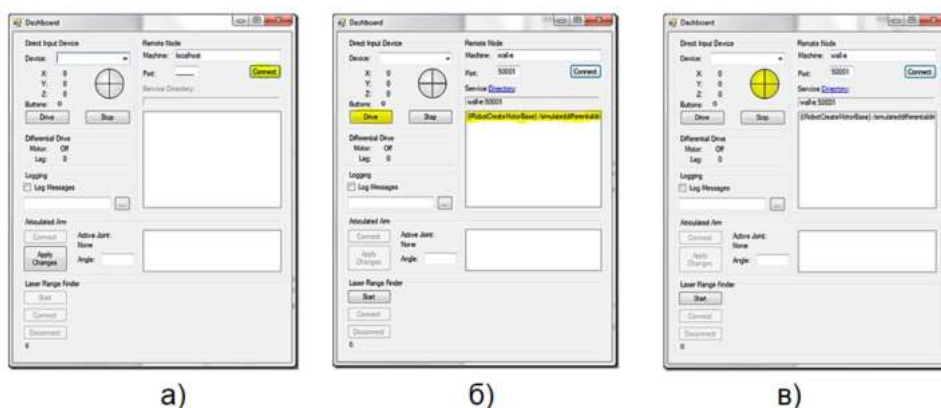 Dashboard
Direct Input Device
Device:
X: 0
Y: 0
Z: 0
Buttons: 0
Drive Stop
Differential Drive
Motor: Off
Lag: 0
Logging
Log Messages
...
Articulated Arm
Connect
Active Joint:
None
Apply Changes
Angle:
Laser Range Finder
Start
Connect
Disconnect
0
Remote Node
Machine: localhost
Port:
Connect
Service Directory:
а)
Dashboard
Direct Input Device
Device:
X: 0
Y: 0
Z: 0
Buttons: 0
Drive Stop
Differential Drive
Motor: Off
Lag: 0
Logging
Log Messages
...
Articulated Arm
Connect
Active Joint:
None
Apply Changes
Angle:
Laser Range Finder
Start
Connect
Disconnect
0
Remote Node
Machine: wall-e
Port: 50001
Connect
Service Directory:
wall-e:50001
(IRobotCreateMotorBase) /simulateddifferentialdri
б)
Dashboard
Direct Input Device
Device:
X: 0
Y: 0
Z: 0
Buttons: 0
Drive Stop
Differential Drive
Motor: Off
Lag: 0
Logging
Log Messages
...
Articulated Arm
Connect
Active Joint:
None
Apply Changes
Angle:
Laser Range Finder
Start
Connect
Disconnect
0
Remote Node
Machine: wall-e
Port: 50001
Connect
Service Directory:
wall-e:50001
(IRobotCreateMotorBase) /simulateddifferentialdri
в)